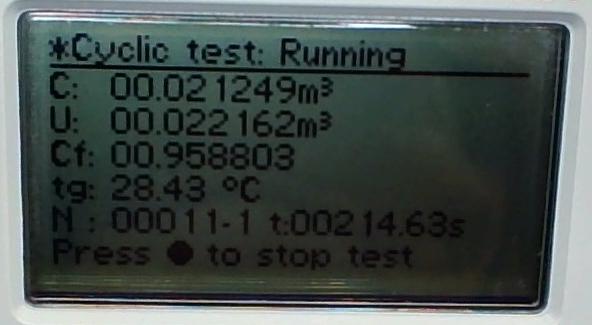 *Cyclic test: Running
C: 00.021249m³
U: 00.022162m³
Cf: 00.958803
tg: 28.43 °C
N : 00011-1 t:00214.63s
Press ● to stop test